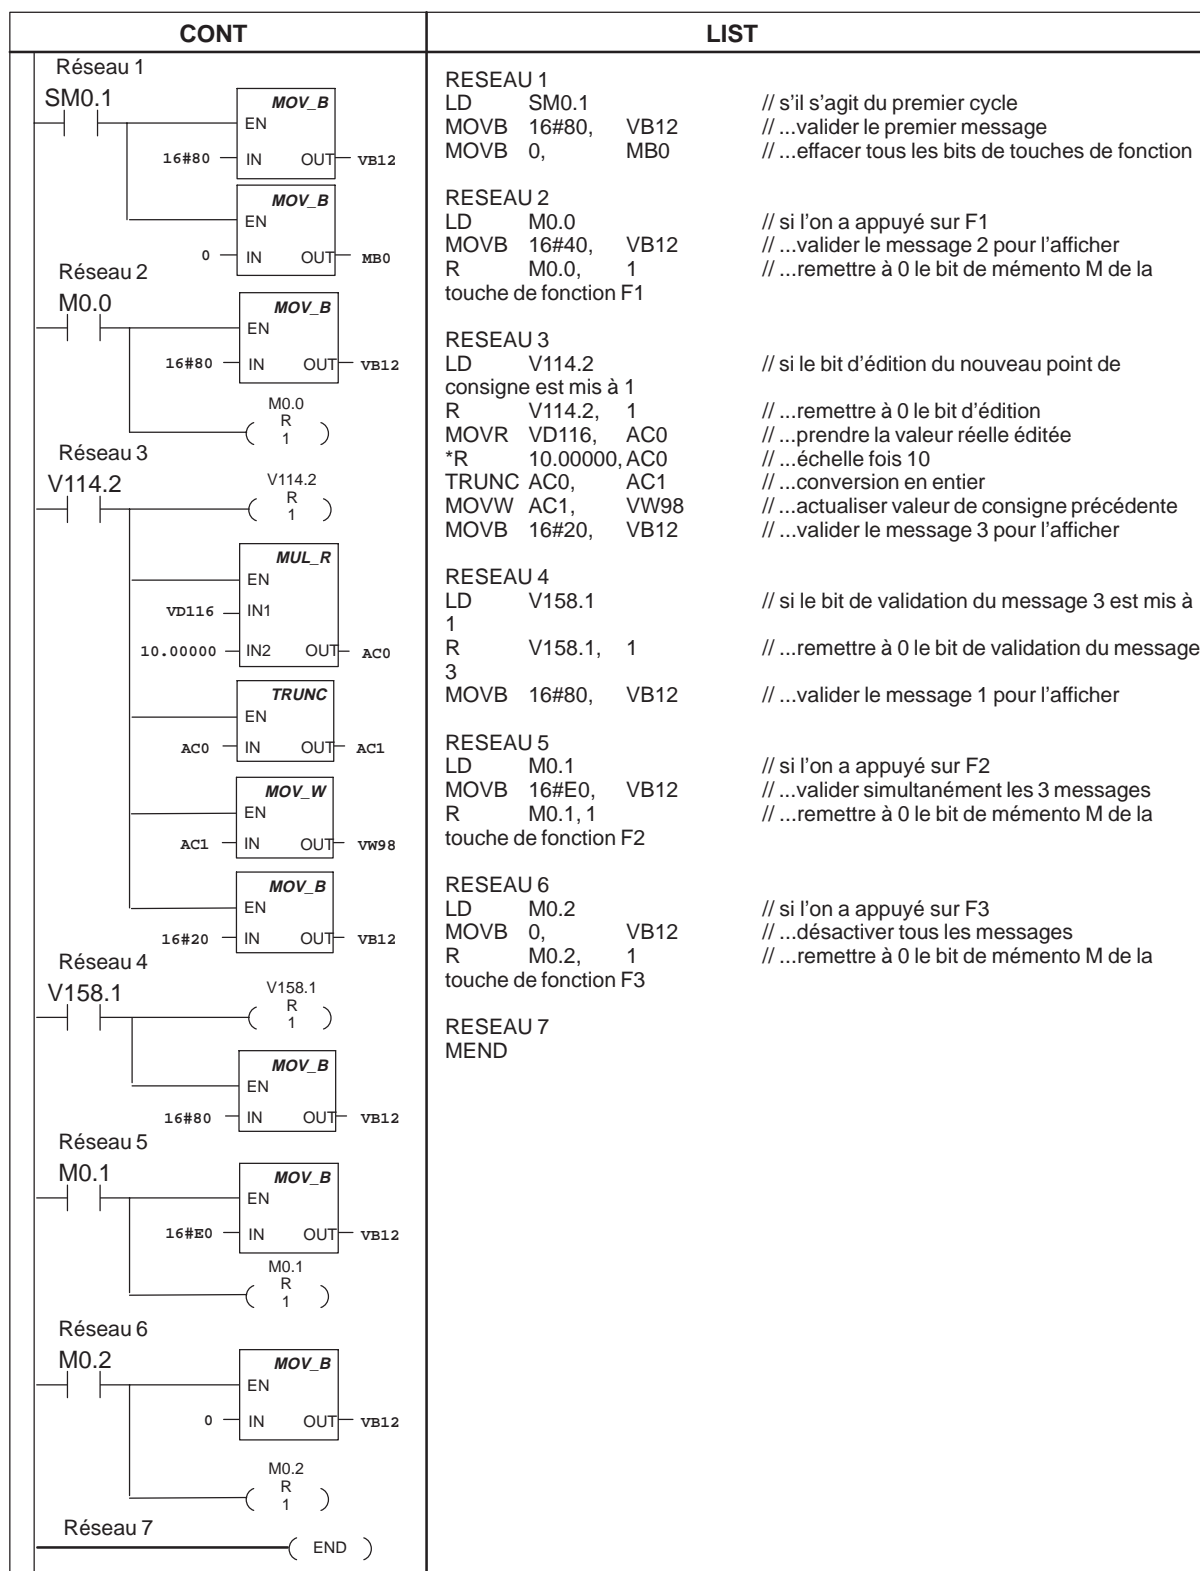 CONT
LIST
Réseau 1
SM0.1
MOV_B
EN
16#80 IN OUT VB12
MOV_B
EN
0 IN OUT MB0
Réseau 2
M0.0
MOV_B
EN
16#80 IN OUT VB12
M0.0
R
1
Réseau 3
V114.2
V114.2
R
1
MUL_R
EN
VD116 IN1
10.00000 IN2 OUT AC0
TRUNC
EN
AC0 IN OUT AC1
MOV_W
EN
AC1 IN OUT VW98
MOV_B
EN
16#20 IN OUT VB12
Réseau 4
V158.1
V158.1
R
1
MOV_B
EN
16#80 IN OUT VB12
Réseau 5
M0.1
MOV_B
EN
16#E0 IN OUT VB12
M0.1
R
1
Réseau 6
M0.2
MOV_B
EN
0 IN OUT VB12
M0.2
R
1
Réseau 7
END
RESEAU 1
LD SM0.1 // s'il s'agit du premier cycle
MOVB 16#80, VB12 // ...valider le premier message
MOVB 0, MB0 // ...effacer tous les bits de touches de fonction
RESEAU 2
LD M0.0 // si l'on a appuyé sur F1
MOVB 16#40, VB12 // ...valider le message 2 pour l'afficher
R M0.0, 1 // ...remettre à 0 le bit de mémento M de la
touche de fonction F1
RESEAU 3
LD V114.2 // si le bit d'édition du nouveau point de
consigne est mis à 1
R V114.2, 1 // ...remettre à 0 le bit d'édition
MOVR VD116, AC0 // ...prendre la valeur réelle éditée
*R 10.00000, AC0 // ...échelle fois 10
TRUNC AC0, AC1 // ...conversion en entier
MOVW AC1, VW98 // ...actualiser valeur de consigne précédente
MOVB 16#20, VB12 // ...valider le message 3 pour l'afficher
RESEAU 4
LD V158.1 // si le bit de validation du message 3 est mis à
1
R V158.1, 1 // ...remettre à 0 le bit de validation du message
3
MOVB 16#80, VB12 // ...valider le message 1 pour l'afficher
RESEAU 5
LD M0.1 // si l'on a appuyé sur F2
MOVB 16#E0, VB12 // ...valider simultanément les 3 messages
R M0.1, 1 // ...remettre à 0 le bit de mémento M de la
touche de fonction F2
RESEAU 6
LD M0.2 // si l'on a appuyé sur F3
MOVB 0, VB12 // ...désactiver tous les messages
R M0.2, 1 // ...remettre à 0 le bit de mémento M de la
touche de fonction F3
RESEAU 7
MEND